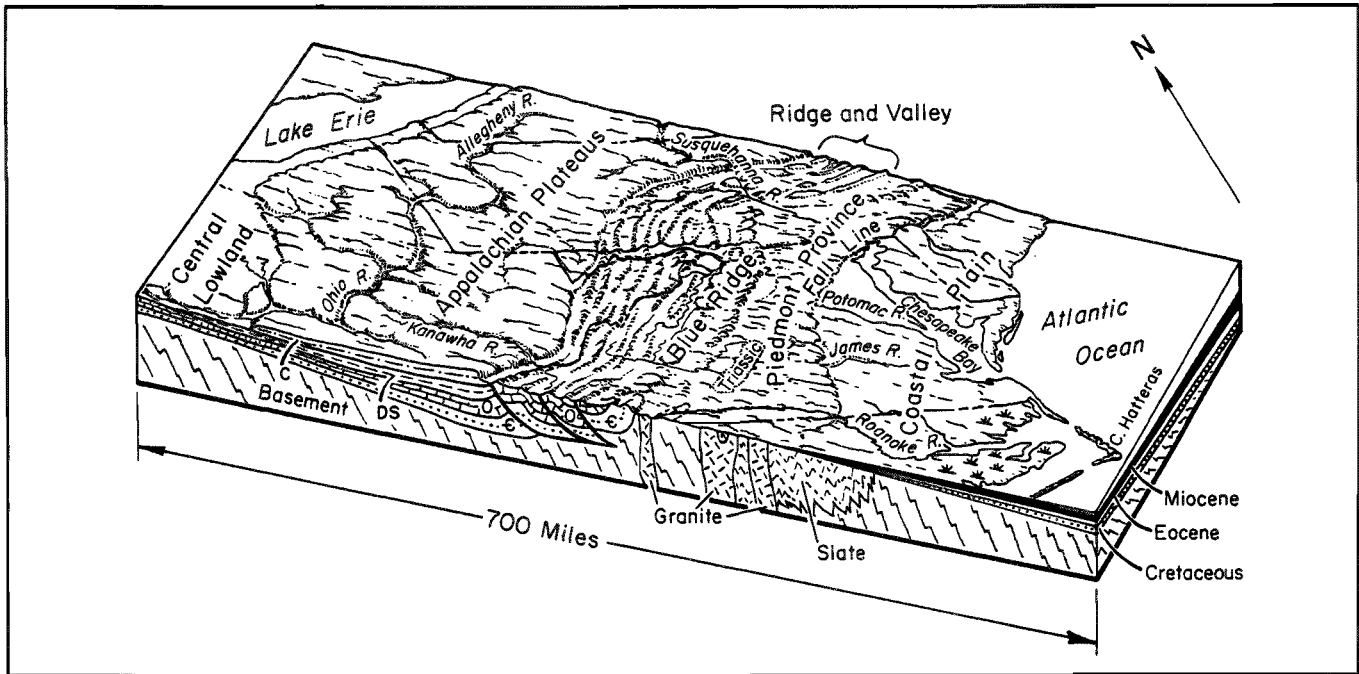 N
Ridge and Valley
Lake Erie
Allegheny R.
Susquehanna R.
Central
Lowland
Ohio R.
Appalachian Plateaus
Kanawha R.
Blue Ridge
Triassic
Piedmont Province
Fall Line
Potomac R.
Chesapeake
Bay
James R.
Coastal
Plain
Roanoke R.
Atlantic
Ocean
C. Hatteras
C
Basement
DS
O
Є
O
Є
Granite
Slate
700 Miles
Miocene
Eocene
Cretaceous